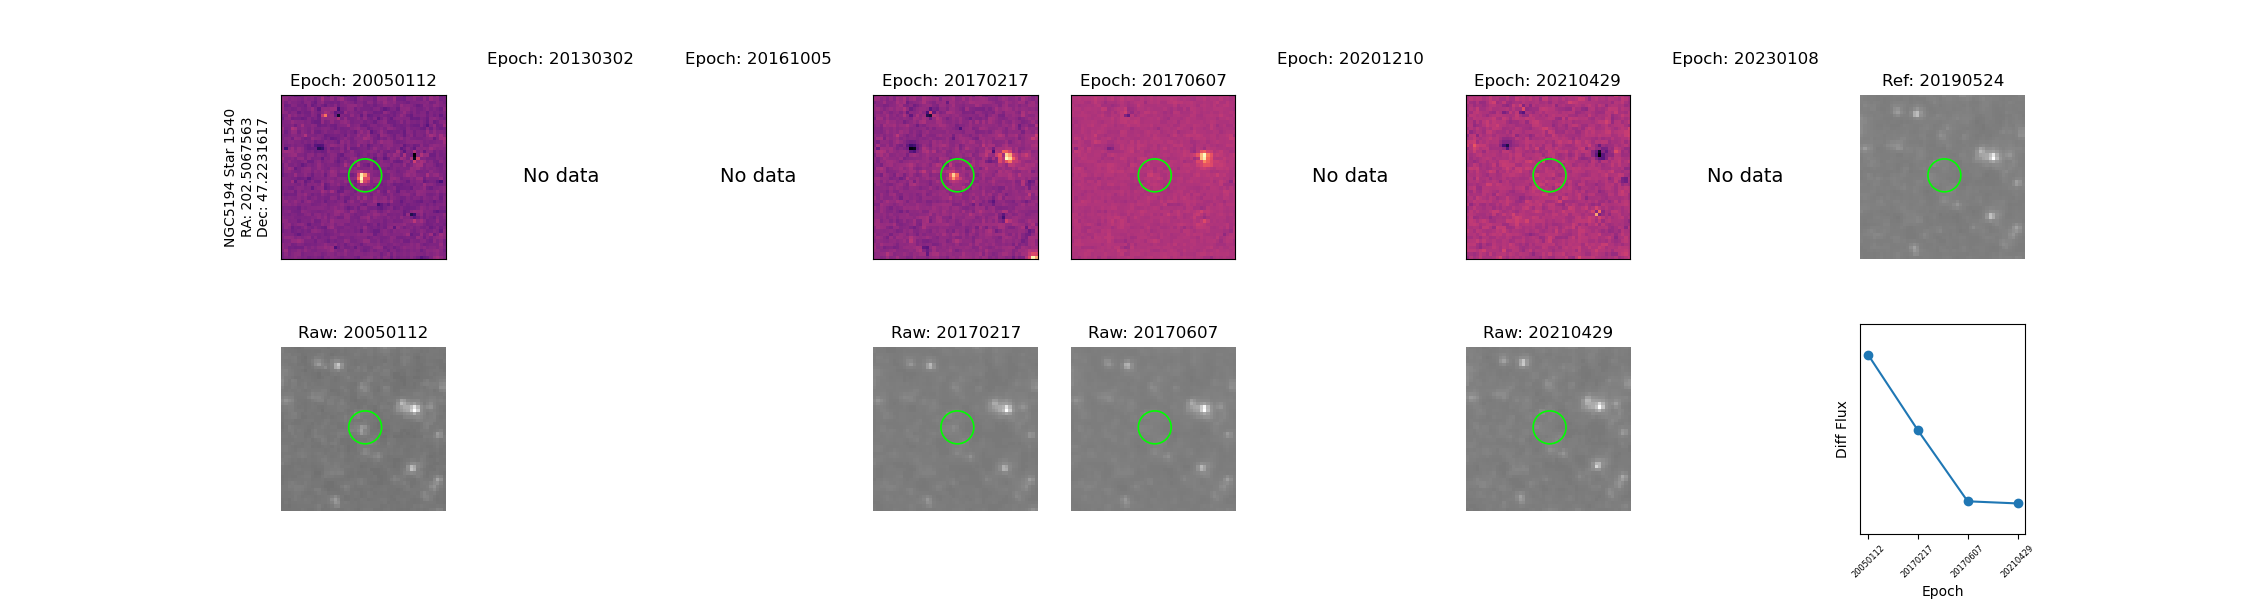 Epoch: 20130302
Epoch: 20161005
Epoch: 20201210
Epoch: 20230108
Epoch: 20050112
Epoch: 20170217
Epoch: 20170607
Epoch: 20210429
Ref: 20190524
NGC5194 Star 1540
RA: 202.5067563
Dec: 47.2231617
No data
No data
No data
No data
Raw: 20050112
Raw: 20170217
Raw: 20170607
Raw: 20210429
Diff Flux
20050112
20170217
20170607
20210429
Epoch